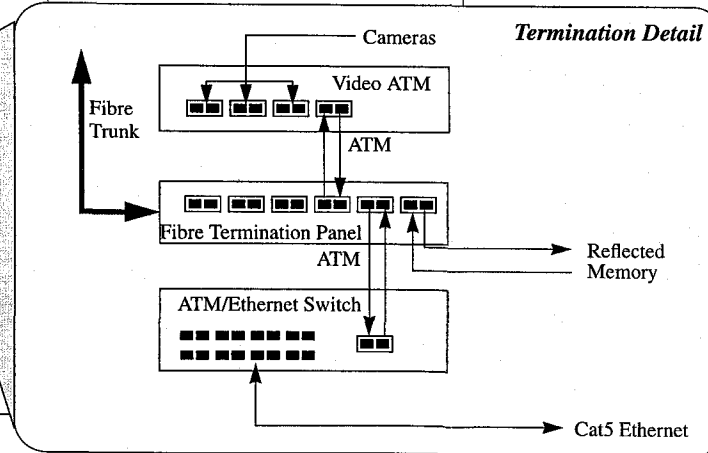 Termination Detail
Cameras
Video ATM
Fibre
Trunk
ATM
Fibre Termination Panel
ATM
Reflected
Memory
ATM/Ethernet Switch
Cat5 Ethernet